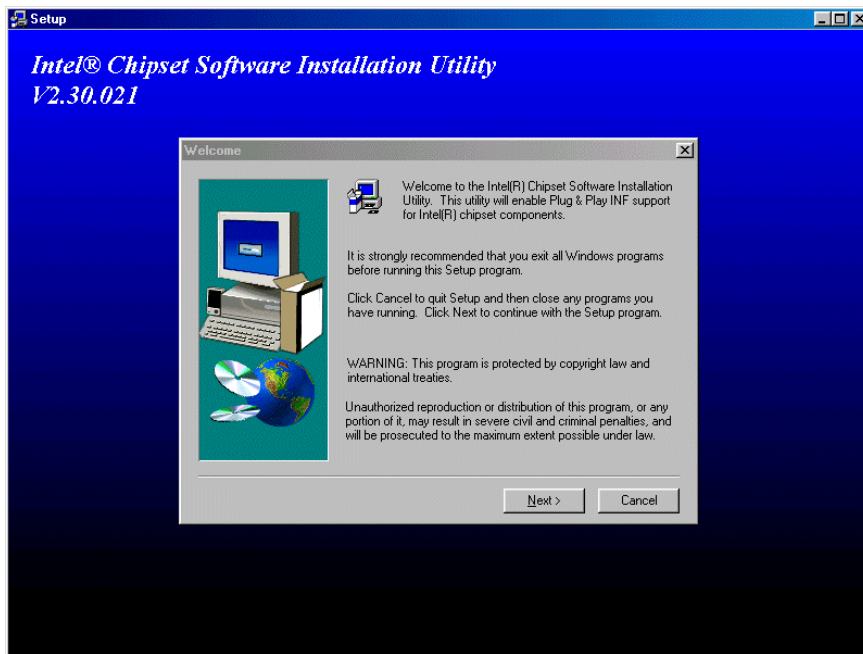 Setup
Intel® Chipset Software Installation Utility
V2.30.021
Welcome
Welcome to the Intel(R) Chipset Software Installation
Utility. This utility will enable Plug & Play INF support
for Intel(R) chipset components.
It is strongly recommended that you exit all Windows programs
before running this Setup program.
Click Cancel to quit Setup and then close any programs you
have running. Click Next to continue with the Setup program.
WARNING: This program is protected by copyright law and
international treaties.
Unauthorized reproduction or distribution of this program, or any
portion of it, may result in severe civil and criminal penalties, and
will be prosecuted to the maximum extent possible under law.
Next >
Cancel